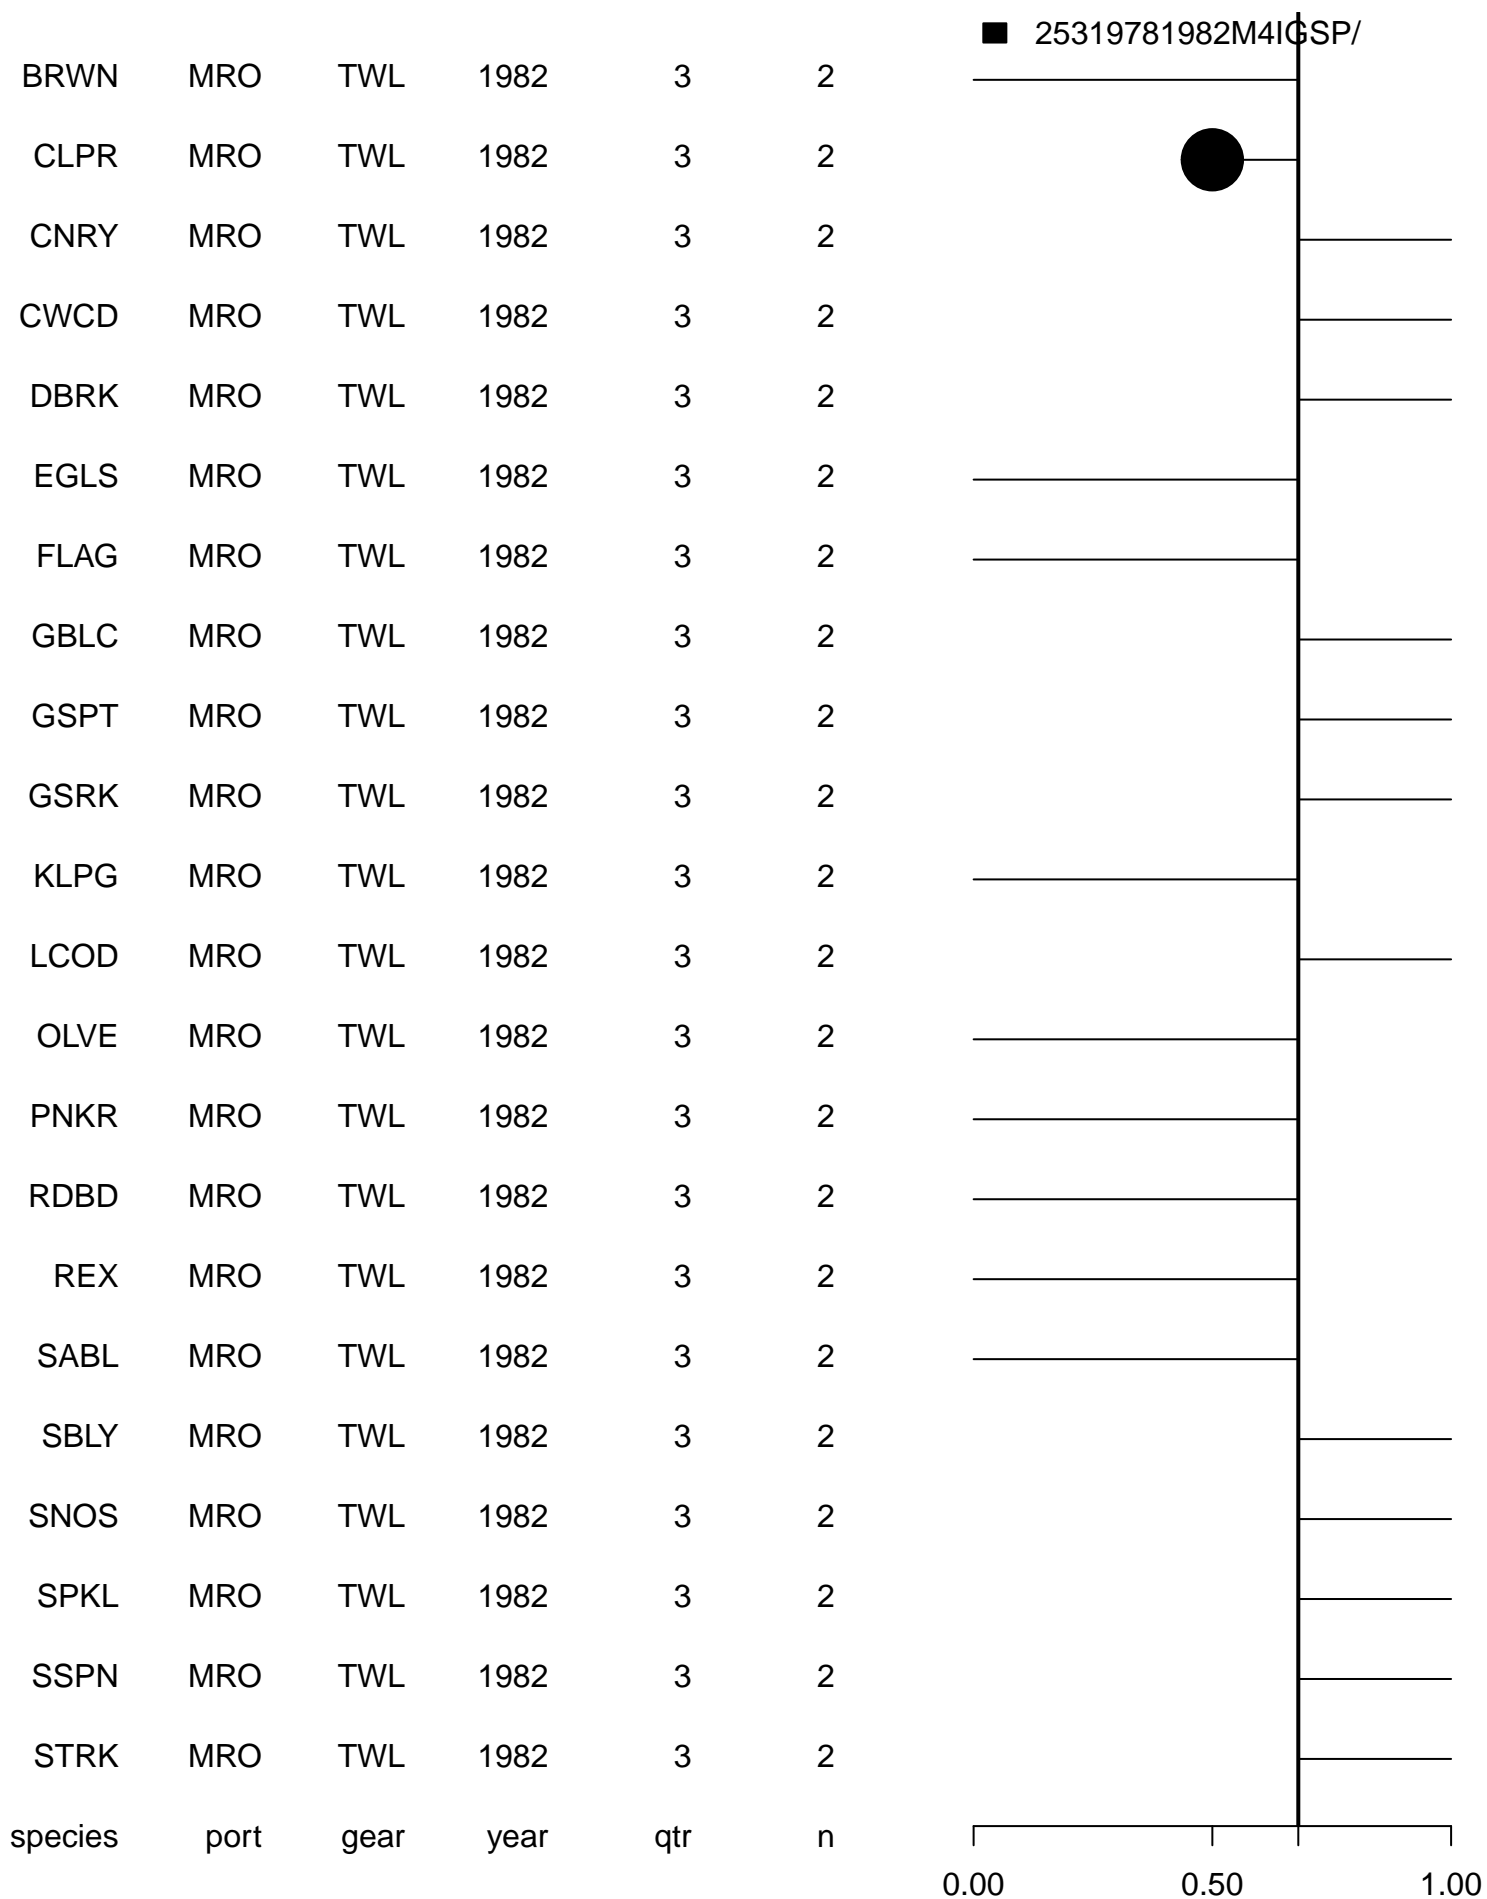 25319781982M4IGSP/
BRWN MRO TWL 1982 3 2
CLPR MRO TWL 1982 3 2
CNRY MRO TWL 1982 3 2
CWCD MRO TWL 1982 3 2
DBRK MRO TWL 1982 3 2
EGLS MRO TWL 1982 3 2
FLAG MRO TWL 1982 3 2
GBLC MRO TWL 1982 3 2
GSPT MRO TWL 1982 3 2
GSRK MRO TWL 1982 3 2
KLPG MRO TWL 1982 3 2
LCOD MRO TWL 1982 3 2
OLVE MRO TWL 1982 3 2
PNKR MRO TWL 1982 3 2
RDBD MRO TWL 1982 3 2
REX MRO TWL 1982 3 2
SABL MRO TWL 1982 3 2
SBLY MRO TWL 1982 3 2
SNOS MRO TWL 1982 3 2
SPKL MRO TWL 1982 3 2
SSPN MRO TWL 1982 3 2
STRK MRO TWL 1982 3 2
species port gear year qtr n
0.00 0.50 1.00